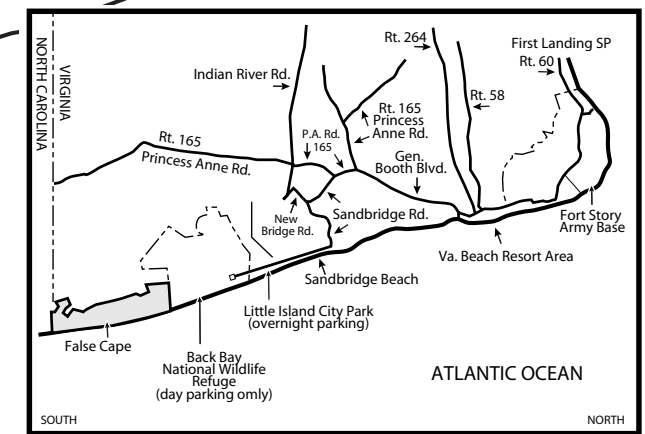 Rt. 264
First Landing SP
Rt. 60
NORTH CAROLINA
VIRGINIA
Indian River Rd.
Rt. 58
Rt. 165
Princess
Anne Rd.
Rt. 165
Princess Anne Rd.
P.A. Rd.
165
Gen.
Booth Blvd.
New
Bridge Rd.
Sandbridge Rd.
Fort Story
Army Base
Va. Beach Resort Area
Sandbridge Beach
Little Island City Park
(overnight parking)
False Cape
Back Bay
National Wildlife
Refuge
(day parking omly)
ATLANTIC OCEAN
SOUTH
NORTH